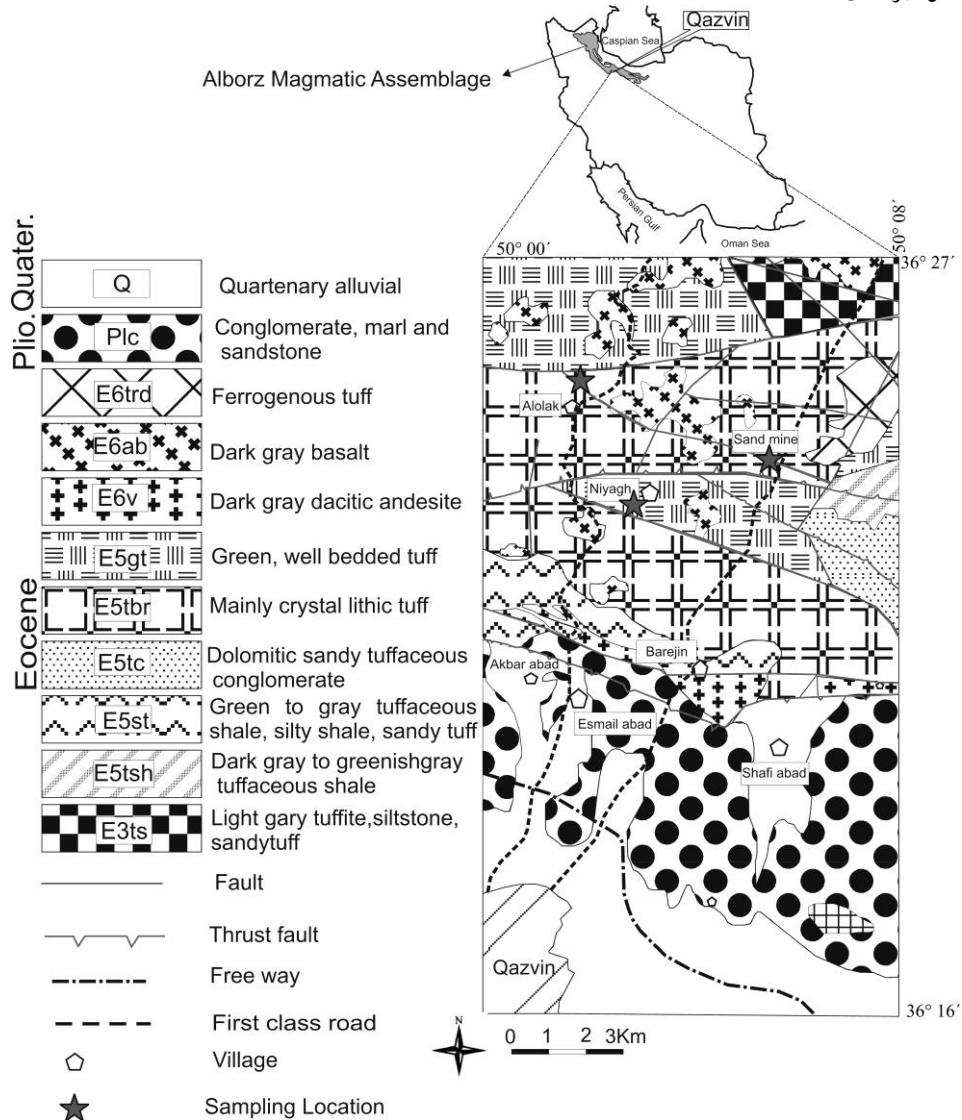 Qazvin
Caspian Sea
Alborz Magmatic Assemblage
Persian Gulf
Oman Sea
50° 00´
50° 08´
36° 27´
Plio.Quater.
Q
Quartenary alluvial
Plc
Conglomerate, marl and
sandstone
Eocene
E6trd
Ferrogenous tuff
E6ab
Dark gray basalt
E6v
Dark gray dacitic andesite
E5gt
Green, well bedded tuff
E5tbr
Mainly crystal lithic tuff
E5tc
Dolomitic sandy tuffaceous
conglomerate
E5st
Green to gray tuffaceous
shale, silty shale, sandy tuff
E5tsh
Dark gray to greenishgray
tuffaceous shale
E3ts
Light gary tuffite,siltstone,
sandytuff
Fault
Thrust fault
Free way
First class road
Village
Sampling Location
Alolak
Sand mine
Niyagh
Barejin
Akbar abad
Esmail abad
Shafi abad
Qazvin
36° 16´
N
0 1 2 3Km